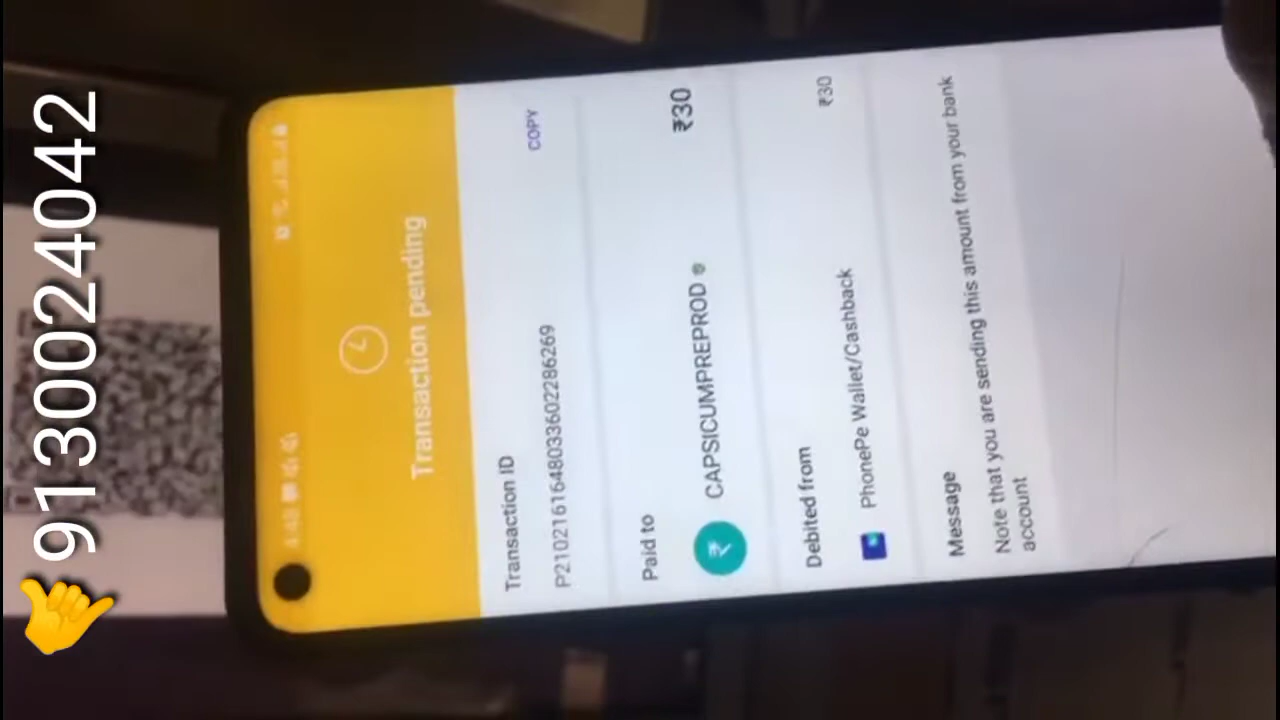 🤙9130024042
Transaction pending
Transaction ID
P2102161648033602286269
COPY
Paid to
CAPSICUMPREPROD
₹30
Debited from
PhonePe Wallet/Cashback
₹30
Message
Note that you are sending this amount from your bank
account